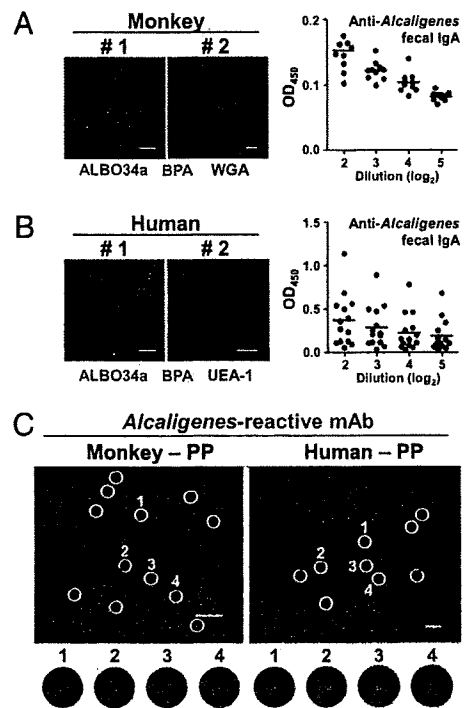 A
Monkey
# 1 # 2
ALBO34a BPA WGA
Anti-Alcaligenes
fecal IgA
OD450
0.2
0.1
0.0
2 3 4 5
Dilution (log2)
B
Human
# 1 # 2
ALBO34a BPA UEA-1
Anti-Alcaligenes
fecal IgA
OD450
1.5
1.0
0.5
0
2 3 4 5
Dilution (log2)
C
Alcaligenes-reactive mAb
Monkey – PP Human – PP
1
2 3 4
1
2 3
4
1 2 3 4 1 2 3 4